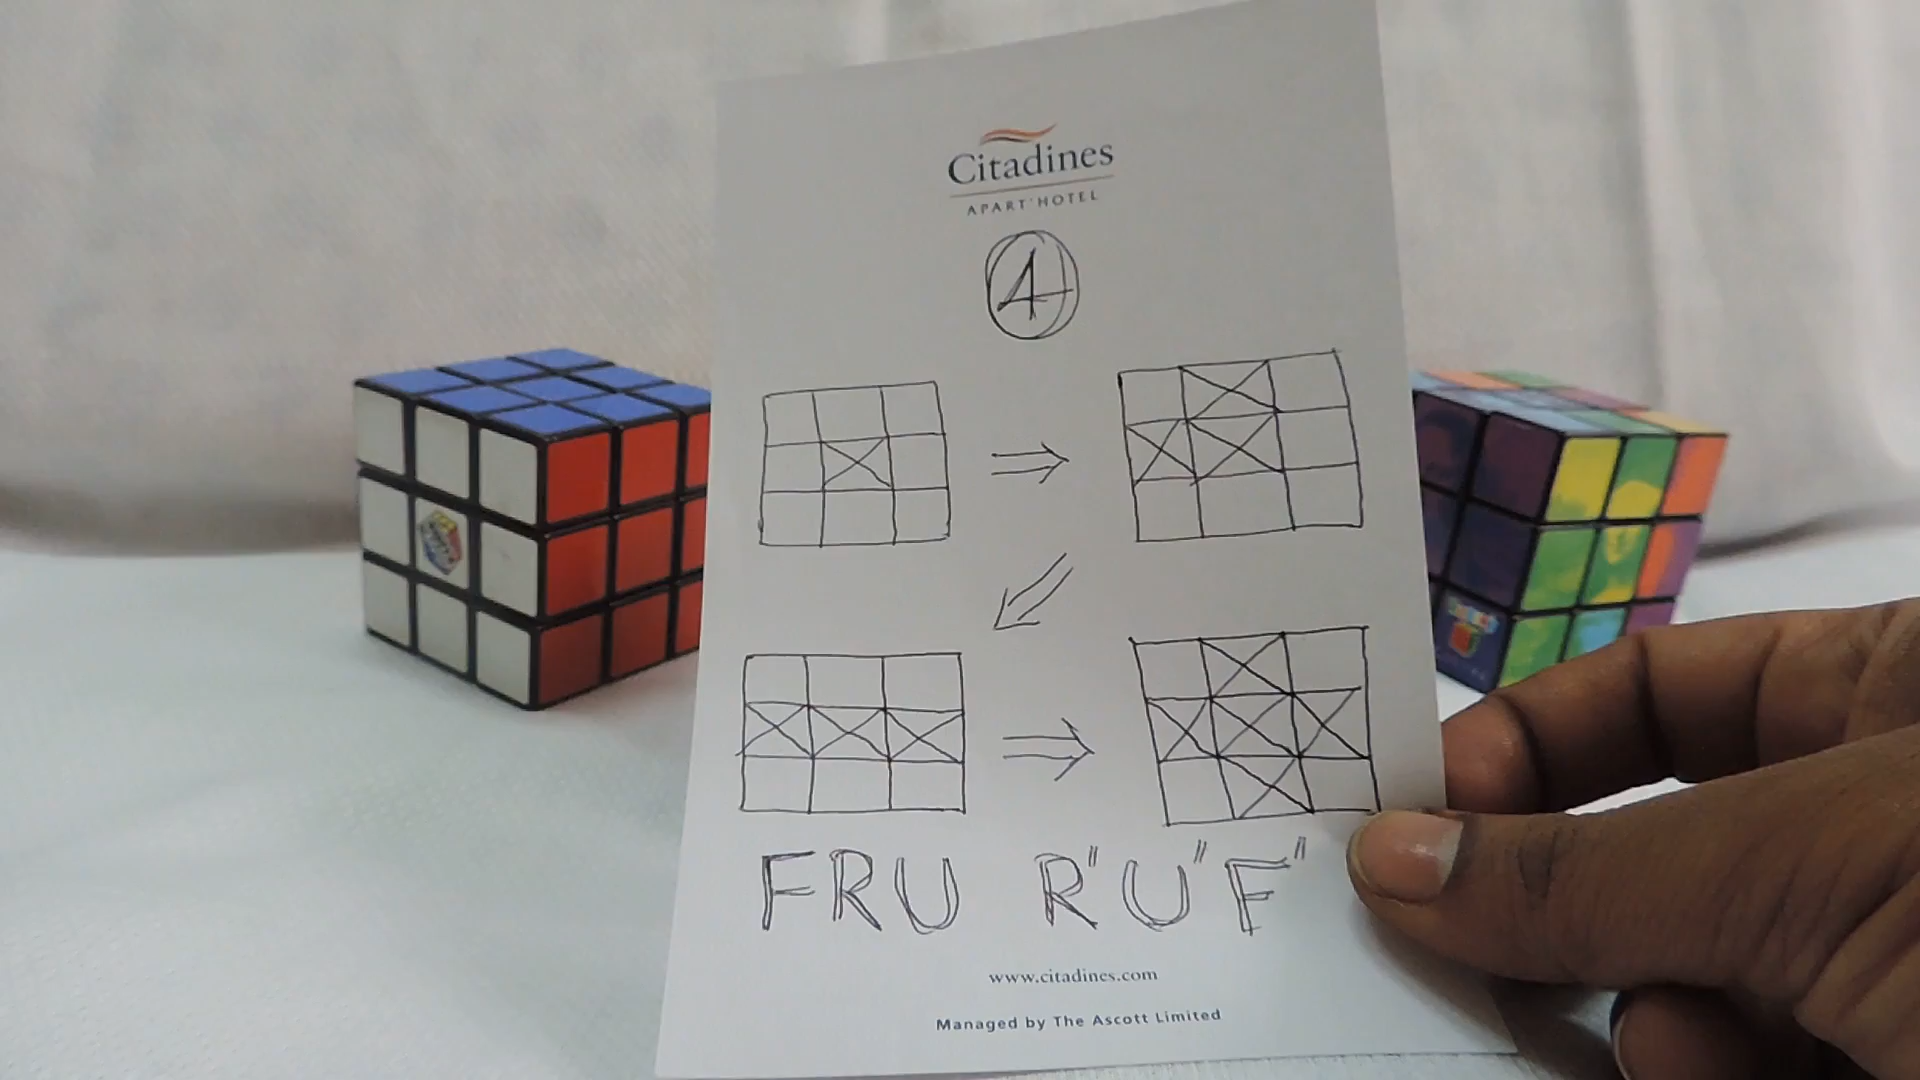 Citadines
APART'HOTEL
4
FRU R"U"F"
www.citadines.com
Managed by The Ascott Limited